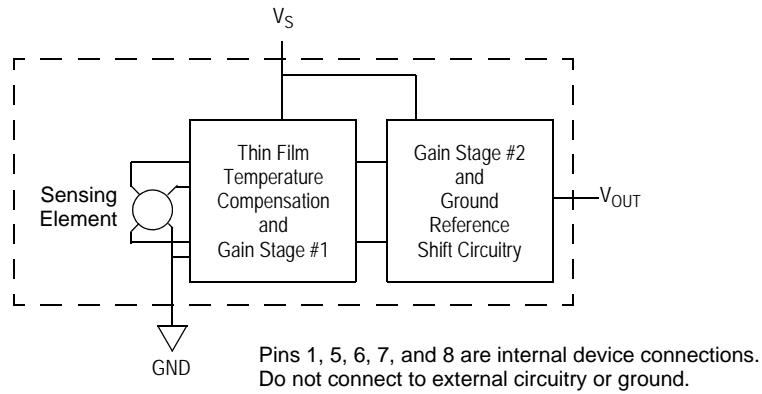 V_S
Sensing
Element
Thin Film
Temperature
Compensation
and
Gain Stage #1
Gain Stage #2
and
Ground
Reference
Shift Circuitry
V_OUT
GND
Pins 1, 5, 6, 7, and 8 are internal device connections.
Do not connect to external circuitry or ground.